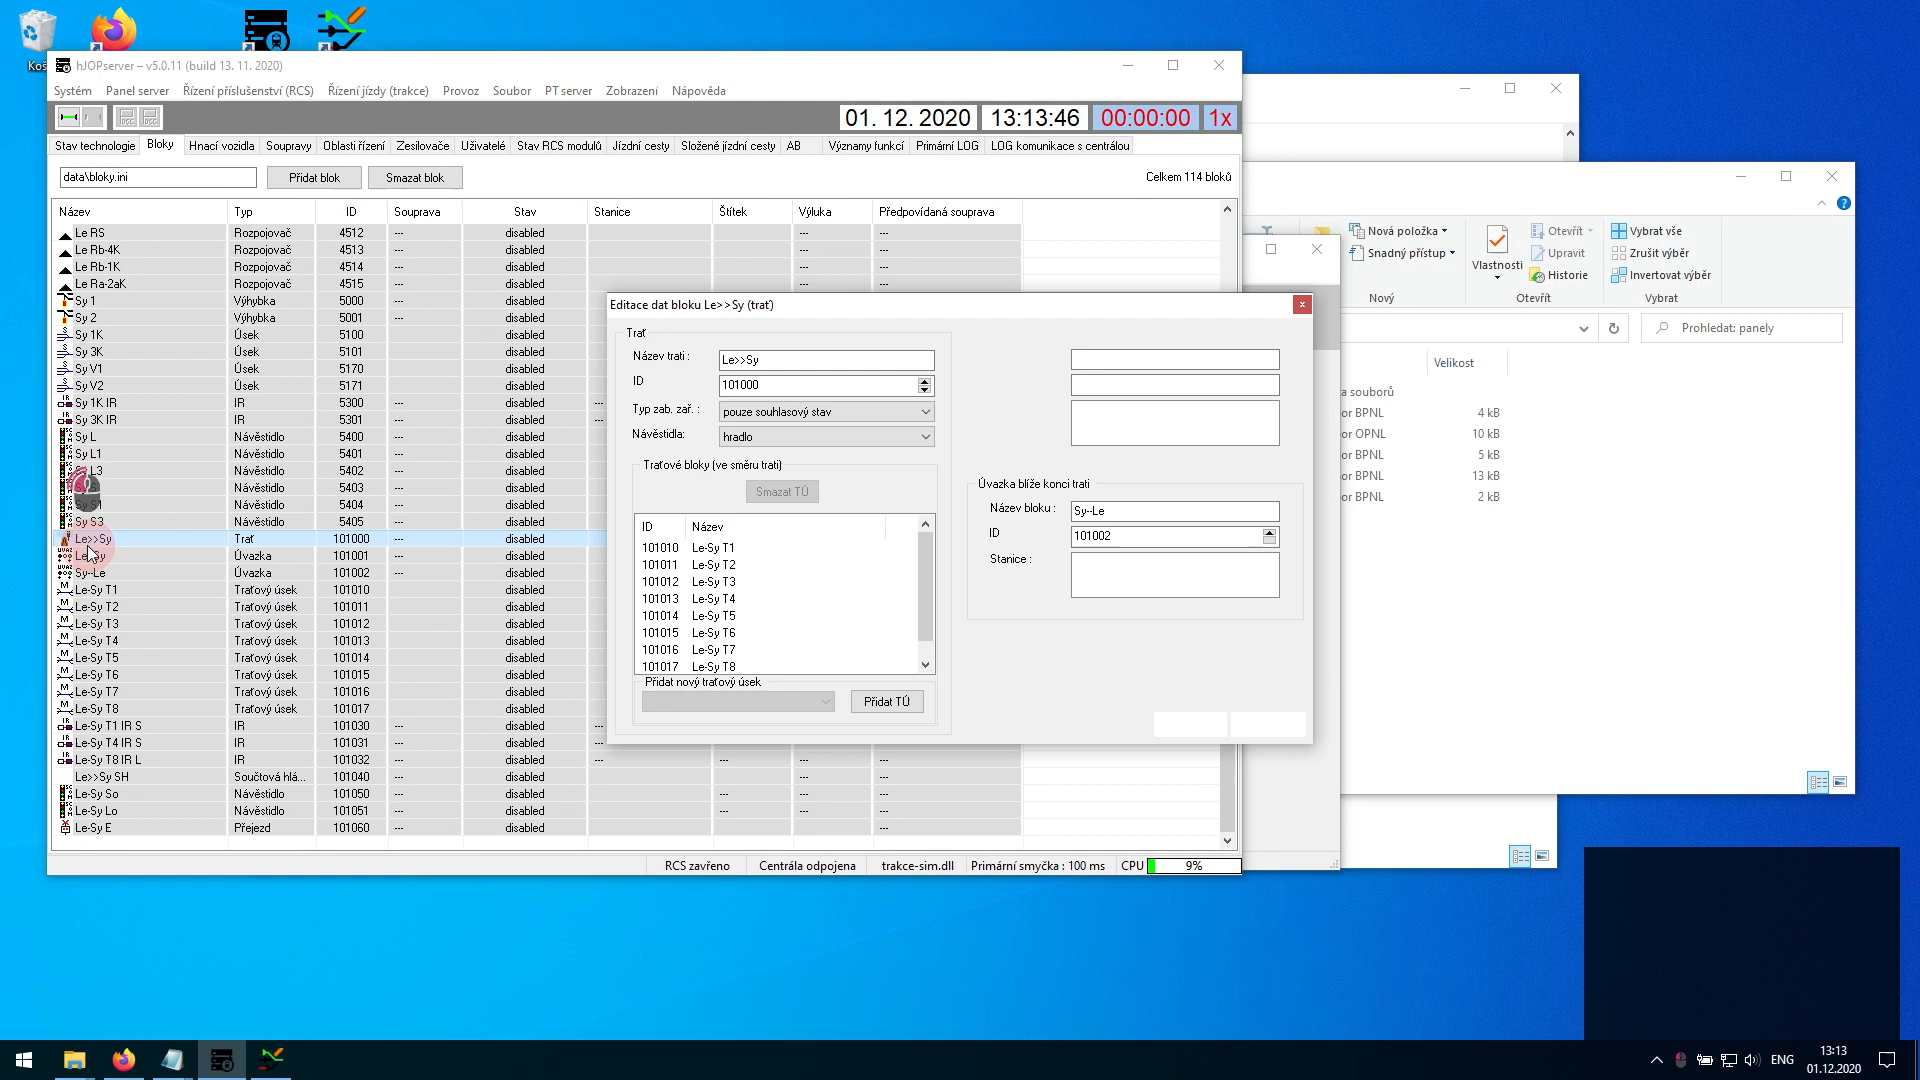 Koš
hJOPserver – v5.0.11 (build 13. 11. 2020)
Systém Panel server Řízení příslušenství (RCS) Řízení jízdy (trakce) Provoz Soubor PT server Zobrazení Nápověda
01. 12. 2020 13:13:46 00:00:00 1x
Stav technologie Bloky Hnací vozidla Soupravy Oblasti řízení Zesilovače Uživatelé Stav RCS modulů Jízdní cesty Složené jízdní cesty AB Významy funkcí Primární LOG LOG komunikace s centrálou
data\bloky.ini Přidat blok Smazat blok Celkem 114 bloků
Název Typ ID Souprava Stav Stanice Štítek Výluka Předpovídaná souprava
Le RS Rozpojovač 4512 --- disabled --- ---
Le Rb-4K Rozpojovač 4513 --- disabled --- ---
Le Rb-1K Rozpojovač 4514 --- disabled --- ---
Le Ra-2aK Rozpojovač 4515 --- disabled --- ---
Sy 1 Výhybka 5000 --- disabled
Sy 2 Výhybka 5001 --- disabled
Sy 1K Úsek 5100 disabled
Sy 3K Úsek 5101 disabled
Sy V1 Úsek 5170 disabled
Sy V2 Úsek 5171 disabled
Sy 1K IR IR 5300 --- disabled ---
Sy 3K IR IR 5301 --- disabled ---
Sy L Návěstidlo 5400 --- disabled
Sy L1 Návěstidlo 5401 --- disabled
L3 Návěstidlo 5402 --- disabled
Návěstidlo 5403 --- disabled
Návěstidlo 5404 --- disabled
Sy S3 Návěstidlo 5405 --- disabled
Le>>Sy Trať 101000 --- disabled
Úvazka 101001 --- disabled
Sy--Le Úvazka 101002 --- disabled
Le-Sy T1 Traťový úsek 101010 disabled
Le-Sy T2 Traťový úsek 101011 disabled
Le-Sy T3 Traťový úsek 101012 disabled
Le-Sy T4 Traťový úsek 101013 disabled
Le-Sy T5 Traťový úsek 101014 disabled
Le-Sy T6 Traťový úsek 101015 disabled
Le-Sy T7 Traťový úsek 101016 disabled
Le-Sy T8 Traťový úsek 101017 disabled
Le-Sy T1 IR S IR 101030 --- disabled ---
Le-Sy T4 IR S IR 101031 --- disabled ---
Le-Sy T8 IR L IR 101032 --- disabled --- --- --- ---
Le>>Sy SH Součtová hlá... 101040 --- disabled --- ---
Le-Sy So Návěstidlo 101050 --- disabled --- --- ---
Le-Sy Lo Návěstidlo 101051 --- disabled --- --- ---
Le-Sy E Přejezd 101060 --- disabled ---
RCS zavřeno Centrála odpojena trakce-sim.dll Primární smyčka : 100 ms CPU 9%
Editace dat bloku Le>>Sy (trať)
Trať
Název trati : Le>>Sy
ID 101000
Typ zab. zař. : pouze souhlasový stav
Návěstidla: hradlo
Traťové bloky (ve směru trati)
Smazat TÚ
ID Název
101010 Le-Sy T1
101011 Le-Sy T2
101012 Le-Sy T3
101013 Le-Sy T4
101014 Le-Sy T5
101015 Le-Sy T6
101016 Le-Sy T7
101017 Le-Sy T8
Přidat nový traťový úsek
Přidat TÚ
Úvazka blíže konci trati
Název bloku : Sy--Le
ID 101002
Stanice :
Nová položka
Snadný přístup
Nový
Vlastnosti
Otevřít
Upravit
Historie
Otevřít
Vybrat vše
Zrušit výběr
Invertovat výběr
Vybrat
Prohledat: panely
Velikost
a souborů
or BPNL 4 kB
or OPNL 10 kB
or BPNL 5 kB
or BPNL 13 kB
or BPNL 2 kB
ENG
13:13
01.12.2020